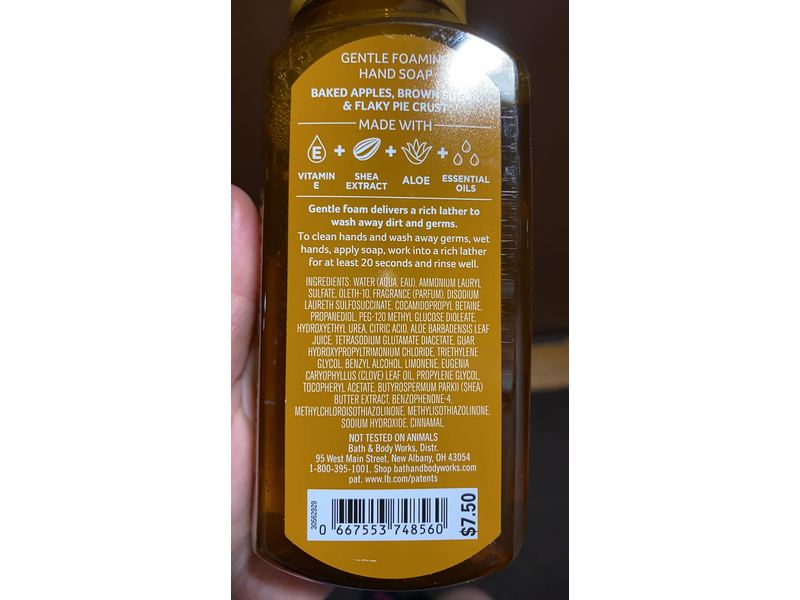 GENTLE FOAMING
HAND SOAP
BAKED APPLES, BROWN
& FLAKY PIE CRUST
MADE WITH
E + + +
VITAMIN E SHEA EXTRACT ALOE ESSENTIAL OILS
Gentle foam delivers a rich lather to
wash away dirt and germs.
To clean hands and wash away germs, wet
hands, apply soap, work into a rich lather
for at least 20 seconds and rinse well.
INGREDIENTS: WATER (AQUA, EAU), AMMONIUM LAURYL
SULFATE, OLETH-10, FRAGRANCE (PARFUM), DISODIUM
LAURETH SULFOSUCCINATE, COCAMIDOPROPYL BETAINE,
PROPANEDIOL, PEG-120 METHYL GLUCOSE DIOLEATE,
HYDROXYETHYL UREA, CITRIC ACID, ALOE BARBADENSIS LEAF
JUICE, TETRASODIUM GLUTAMATE DIACETATE, GUAR
HYDROXYPROPYLTRIMONIUM CHLORIDE, TRIETHYLENE
GLYCOL, BENZYL ALCOHOL, LIMONENE, EUGENIA
CARYOPHYLLUS (CLOVE) LEAF OIL, PROPYLENE GLYCOL,
TOCOPHERYL ACETATE, BUTYROSPERMUM PARKII (SHEA)
BUTTER EXTRACT, BENZOPHENONE-4,
METHYLCHLOROISOTHIAZOLINONE, METHYLISOTHIAZOLINONE,
SODIUM HYDROXIDE, CINNAMAL.
NOT TESTED ON ANIMALS
Bath & Body Works, Distr.
95 West Main Street, New Albany, OH 43054
1-800-395-1001, Shop bathandbodyworks.com
pat. www.lb.com/patents
30562929
0 667553 748560
$7.50